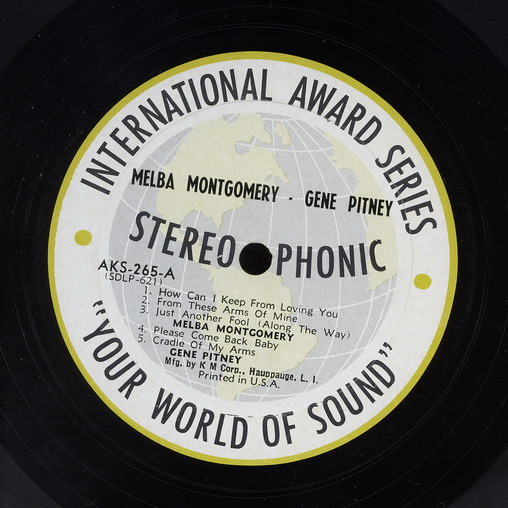 INTERNATIONAL AWARD SERIES
MELBA MONTGOMERY - GENE PITNEY
STEREO PHONIC
AKS-265-A
(SDLP-621)
1. How Can I Keep From Loving You
2. From These Arms Of Mine
3. Just Another Fool (Along The Way)
MELBA MONTGOMERY
4. Please Come Back Baby
5. Cradle Of My Arms
GENE PITNEY
Mfg. by K M Corp., Hauppauge, L. I.
Printed in U.S.A.
"YOUR WORLD OF SOUND"